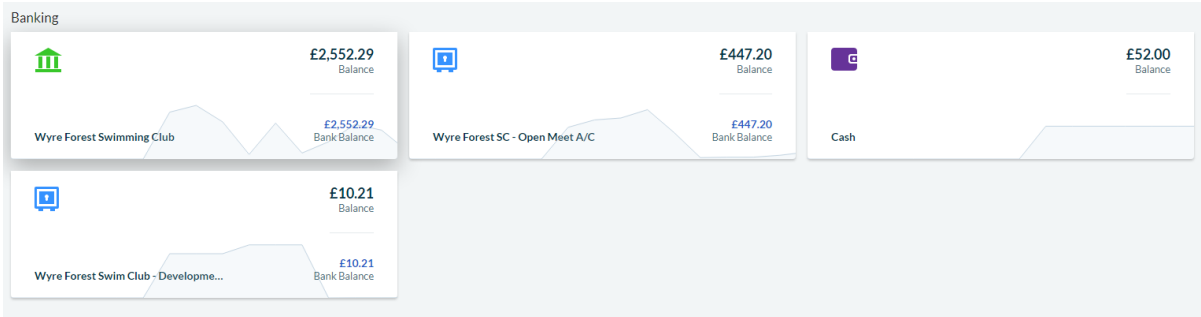 Banking
£2,552.29
Balance
Wyre Forest Swimming Club
£2,552.29
Bank Balance
£447.20
Balance
Wyre Forest SC - Open Meet A/C
£447.20
Bank Balance
£52.00
Balance
Cash
£10.21
Balance
Wyre Forest Swim Club - Developme...
£10.21
Bank Balance